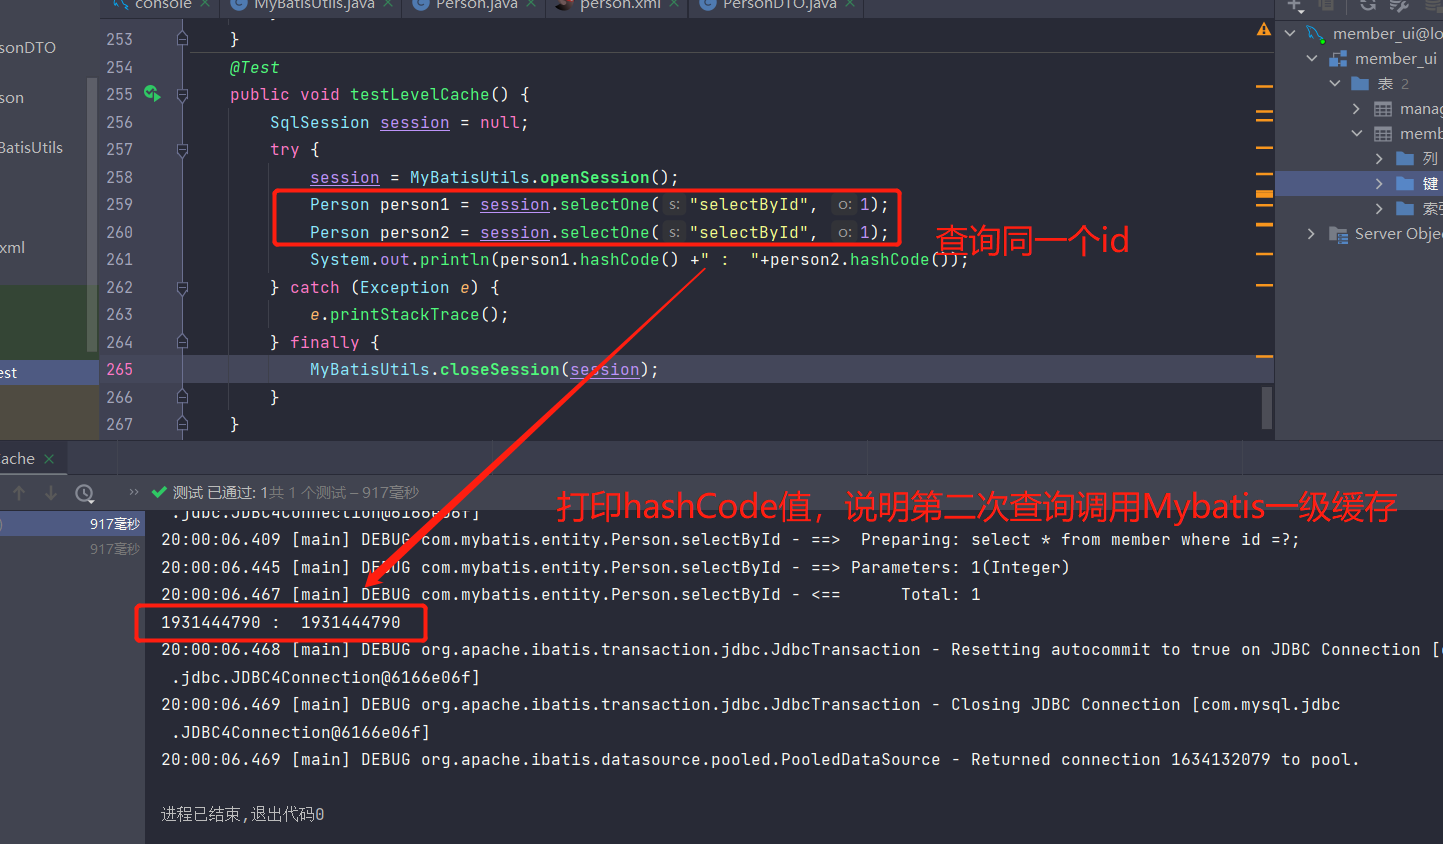 console
MyBatisUtils.java
Person.java
person.xml
PersonDTO.java
sonDTO
son
BatisUtils
xml
est
253 }
254 @Test
255 public void testLevelCache() {
256 SqlSession session = null;
257 try {
258 session = MyBatisUtils.openSession();
259 Person person1 = session.selectOne( s: "selectById", o: 1);
260 Person person2 = session.selectOne( s: "selectById", o: 1);
查询同一个id
261 System.out.println(person1.hashCode() +" :  "+person2.hashCode());
262 } catch (Exception e) {
263 e.printStackTrace();
264 } finally {
265 MyBatisUtils.closeSession(session);
266 }
267 }
member_ui@lo
member_ui
表 2
manag
memb
列
键
索引
Server Obje
ache
测试 已通过: 1共 1 个测试 – 917毫秒
917毫秒
917毫秒
打印hashCode值，说明第二次查询调用Mybatis一级缓存
.jdbc.JDBC4Connection@6166e06f]
20:00:06.409 [main] DEBUG com.mybatis.entity.Person.selectById - ==>  Preparing: select * from member where id =?;
20:00:06.445 [main] DEBUG com.mybatis.entity.Person.selectById - ==> Parameters: 1(Integer)
20:00:06.467 [main] DEBUG com.mybatis.entity.Person.selectById - <==      Total: 1
1931444790 :  1931444790
20:00:06.468 [main] DEBUG org.apache.ibatis.transaction.jdbc.JdbcTransaction - Resetting autocommit to true on JDBC Connection [
.jdbc.JDBC4Connection@6166e06f]
20:00:06.469 [main] DEBUG org.apache.ibatis.transaction.jdbc.JdbcTransaction - Closing JDBC Connection [com.mysql.jdbc
.JDBC4Connection@6166e06f]
20:00:06.469 [main] DEBUG org.apache.ibatis.datasource.pooled.PooledDataSource - Returned connection 1634132079 to pool.
进程已结束,退出代码0